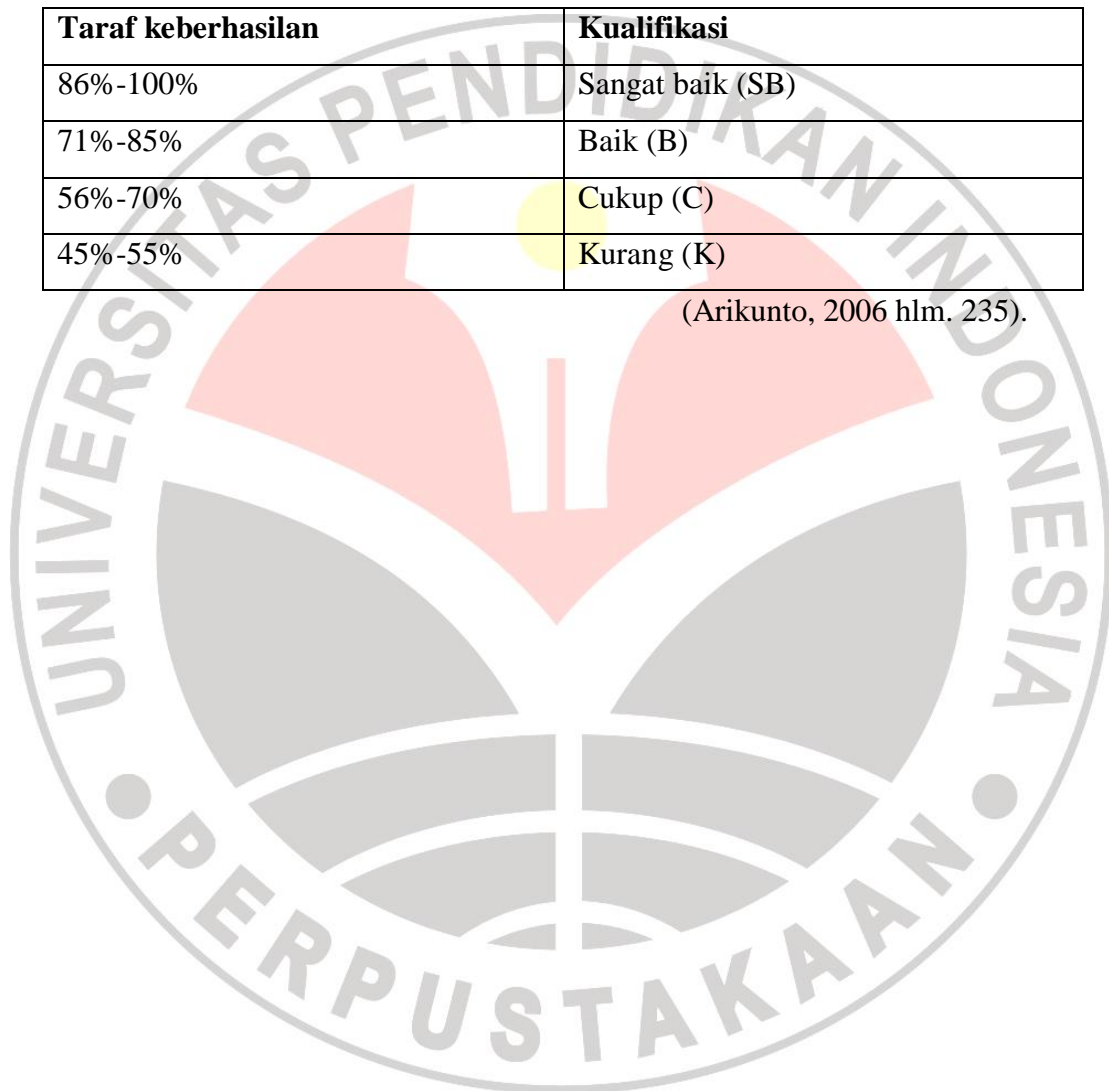 Taraf keberhasilan Kualifikasi
86%-100% Sangat baik (SB)
71%-85% Baik (B)
56%-70% Cukup (C)
45%-55% Kurang (K)
(Arikunto, 2006 hlm. 235).
UNIVERSITAS PENDIDIKAN INDONESIA
PERPUSTAKAAN